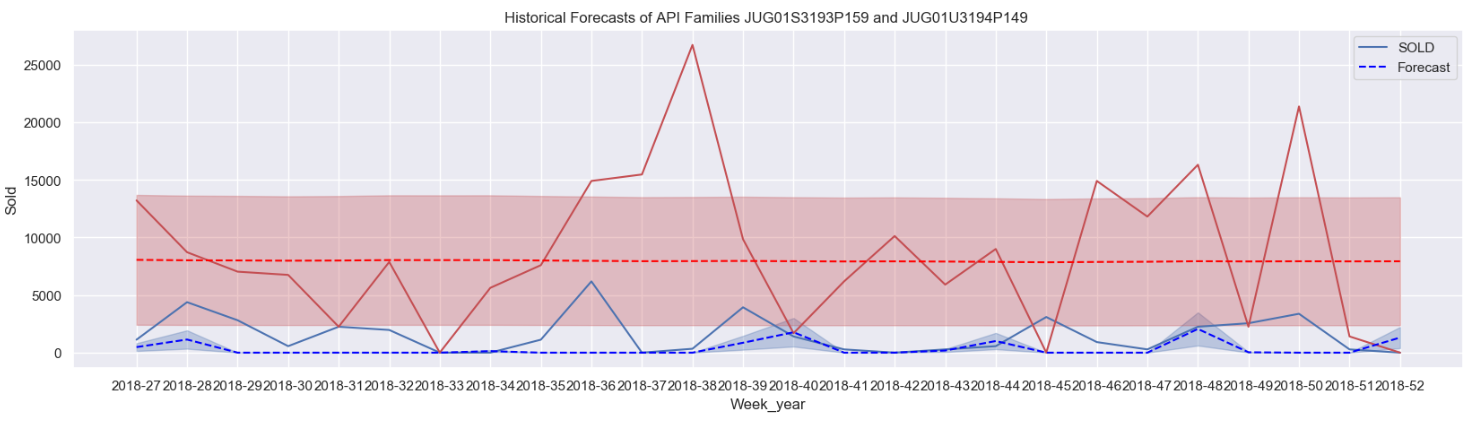 Historical Forecasts of API Families JUG01S3193P159 and JUG01U3194P149
SOLD
Forecast
25000
20000
15000
10000
5000
0
Sold
2018-27 2018-28 2018-29 2018-30 2018-31 2018-32 2018-33 2018-34 2018-35 2018-36 2018-37 2018-38 2018-39 2018-40 2018-41 2018-42 2018-43 2018-44 2018-45 2018-46 2018-47 2018-48 2018-49 2018-50 2018-51 2018-52
Week_year